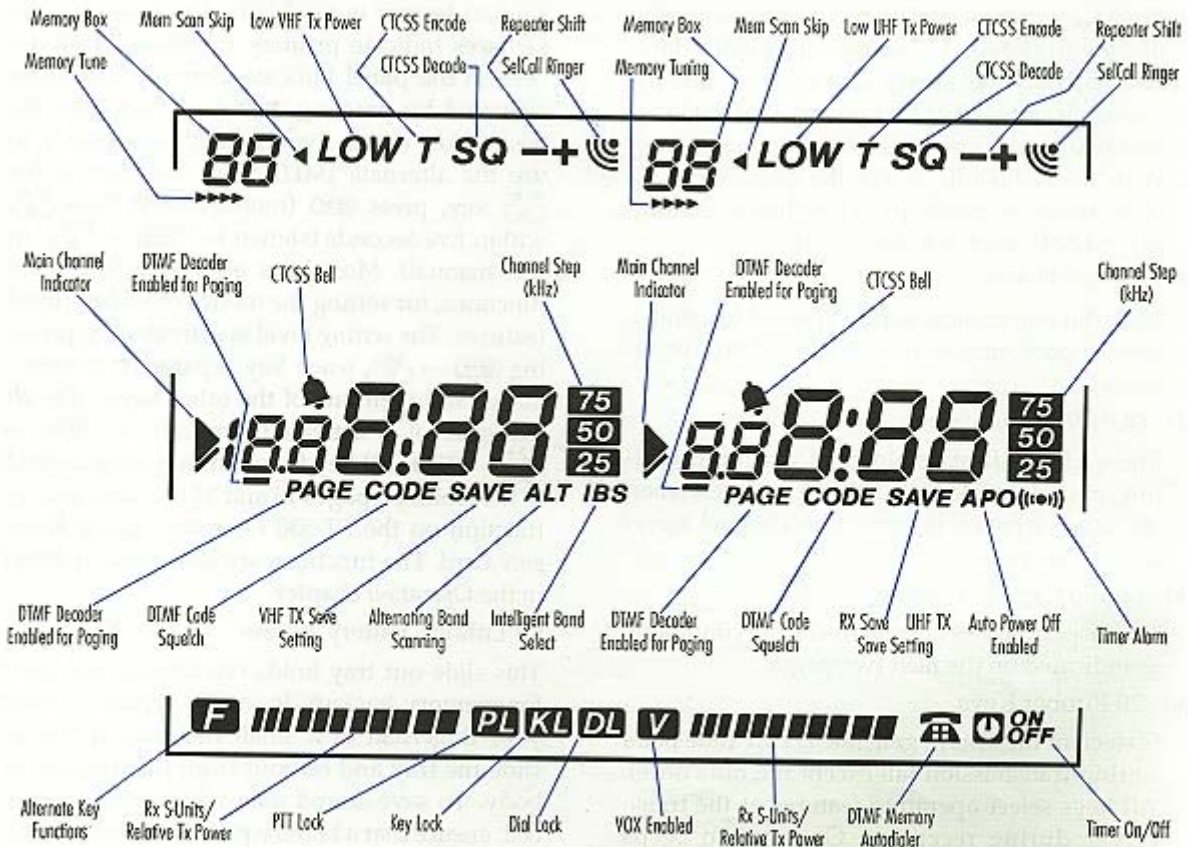 Memory Box
Mem Scan Skip
Low VHF Tx Power
CTCSS Encode
Repeater Shift
Memory Box
Mem Scan Skip
Low UHF Tx Power
CTCSS Encode
Repeater Shift
Memory Tune
CTCSS Decode
SelCall Ringer
Memory Tuning
CTCSS Decode
SelCall Ringer
88 LOW T SQ −+
88 LOW T SQ −+
Main Channel
Indicator
DTMF Decoder
Enabled for Paging
CTCSS Bell
Channel Step
(kHz)
Main Channel
Indicator
DTMF Decoder
Enabled for Paging
CTCSS Bell
Channel Step
(kHz)
18.88:88
75
50
25
PAGE CODE SAVE ALT IBS
8.88:88
75
50
25
PAGE CODE SAVE APO
DTMF Decoder
Enabled for Paging
DTMF Code
Squelch
VHF TX Save
Setting
Alternating Band
Scanning
Intelligent Band
Select
DTMF Decoder
Enabled for Paging
DTMF Code
Squelch
RX Save UHF TX
Save Setting
Auto Power Off
Enabled
Timer Alarm
F PL KL DL V ON
OFF
Alternate Key
Functions
Rx S-Units/
Relative Tx Power
PTT Lock
Key Lock
Dial Lock
VOX Enabled
Rx S-Units/
Relative Tx Power
DTMF Memory
Autodialer
Timer On/Off